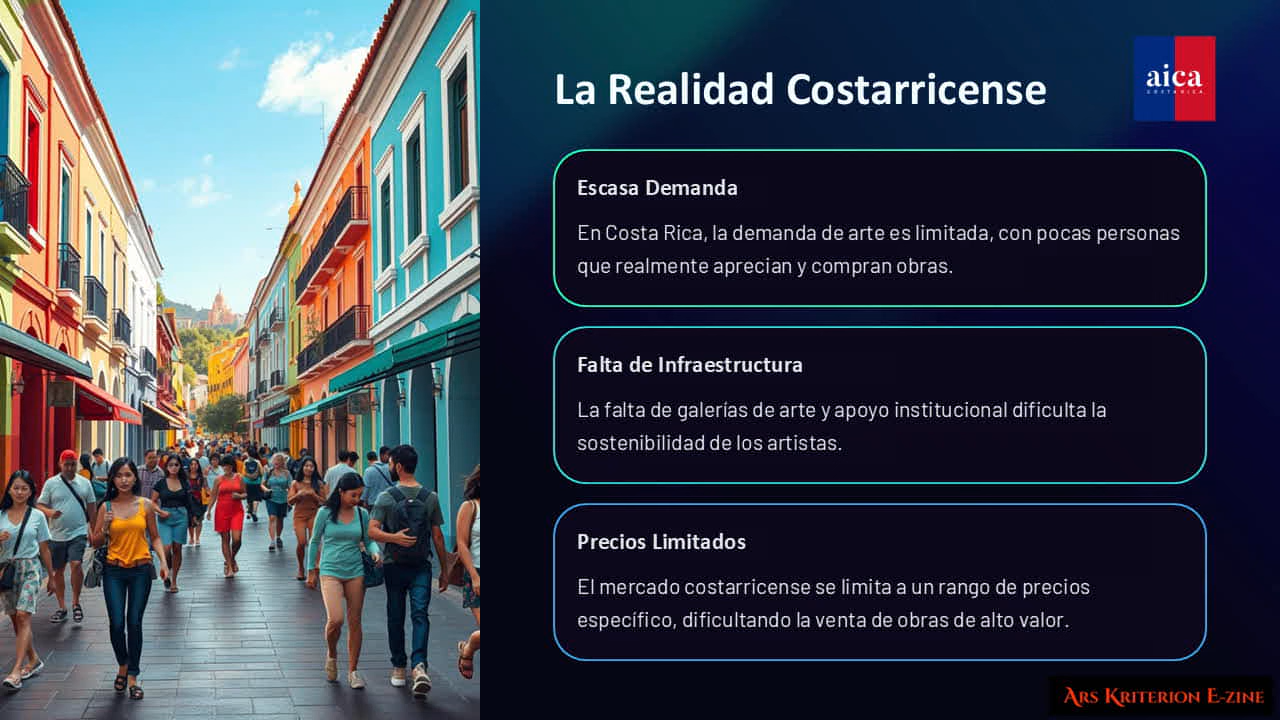 La Realidad Costarricense
aica
COSTA RICA
Escasa Demanda
En Costa Rica, la demanda de arte es limitada, con pocas personas
que realmente aprecian y compran obras.
Falta de Infraestructura
La falta de galerías de arte y apoyo institucional dificulta la
sostenibilidad de los artistas.
Precios Limitados
El mercado costarricense se limita a un rango de precios
específico, dificultando la venta de obras de alto valor.
Ars Kriterion E-zine